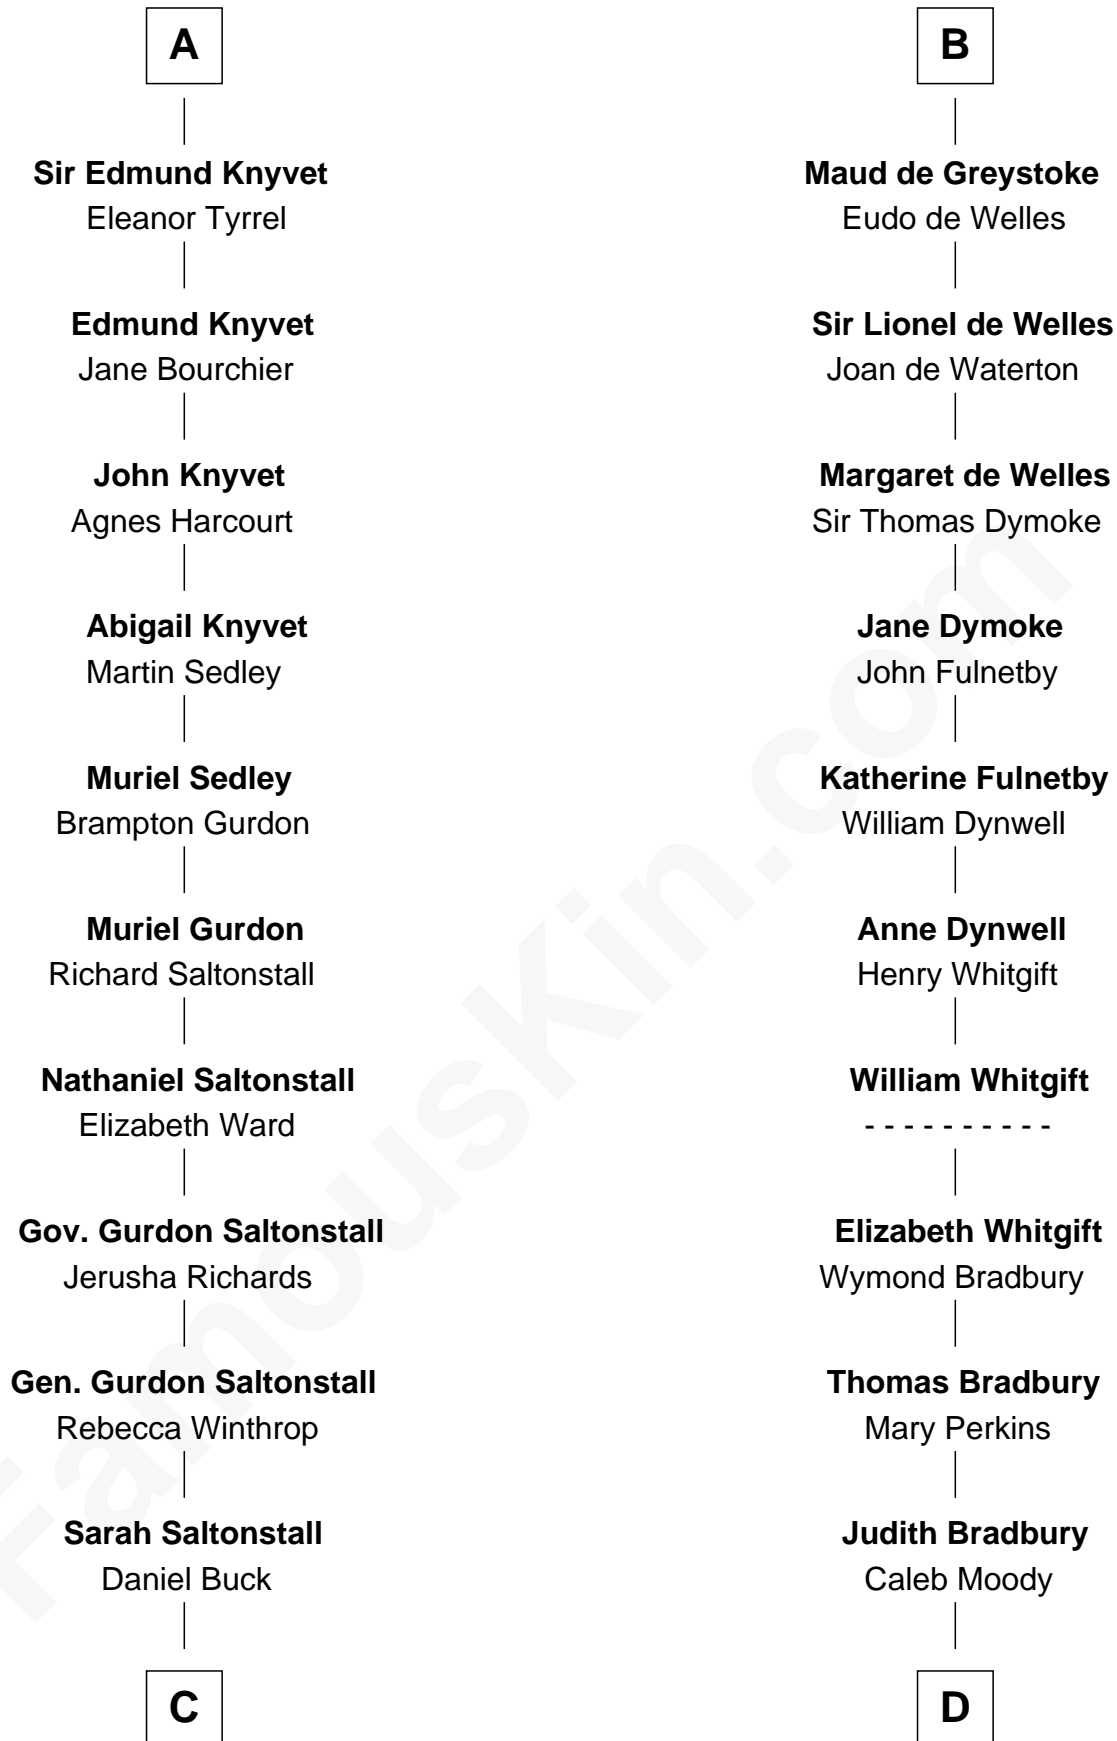 A
Sir Edmund Knyvet
Eleanor Tyrrel
Edmund Knyvet
Jane Bourchier
John Knyvet
Agnes Harcourt
Abigail Knyvet
Martin Sedley
Muriel Sedley
Brampton Gurdon
Muriel Gurdon
Richard Saltonstall
Nathaniel Saltonstall
Elizabeth Ward
Gov. Gurdon Saltonstall
Jerusha Richards
Gen. Gurdon Saltonstall
Rebecca Winthrop
Sarah Saltonstall
Daniel Buck
C
B
Maud de Greystoke
Eudo de Welles
Sir Lionel de Welles
Joan de Waterton
Margaret de Welles
Sir Thomas Dymoke
Jane Dymoke
John Fulnetby
Katherine Fulnetby
William Dynwell
Anne Dynwell
Henry Whitgift
William Whitgift
- - - - - - - - - -
Elizabeth Whitgift
Wymond Bradbury
Thomas Bradbury
Mary Perkins
Judith Bradbury
Caleb Moody
D
FamousKin.com